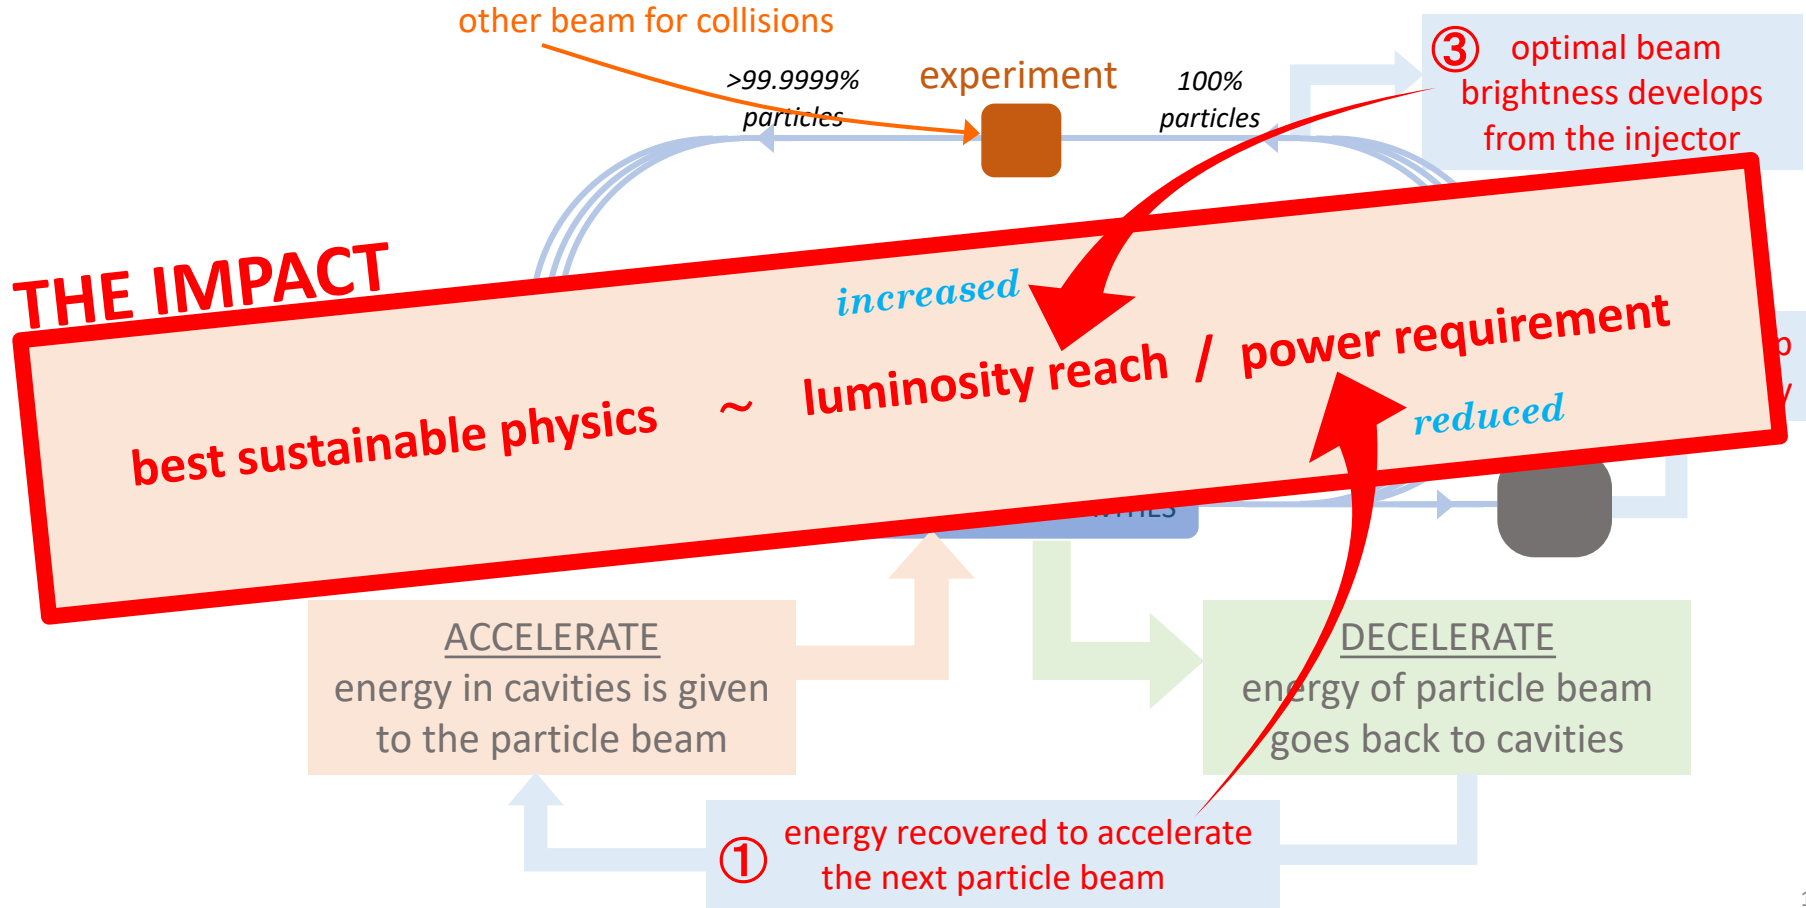 other beam for collisions
>99.9999%
particles
experiment
100%
particles
③ optimal beam
brightness develops
from the injector
THE IMPACT
increased
best sustainable physics ~ luminosity reach / power requirement
reduced
ACCELERATE
energy in cavities is given
to the particle beam
DECELERATE
energy of particle beam
goes back to cavities
① energy recovered to accelerate
the next particle beam